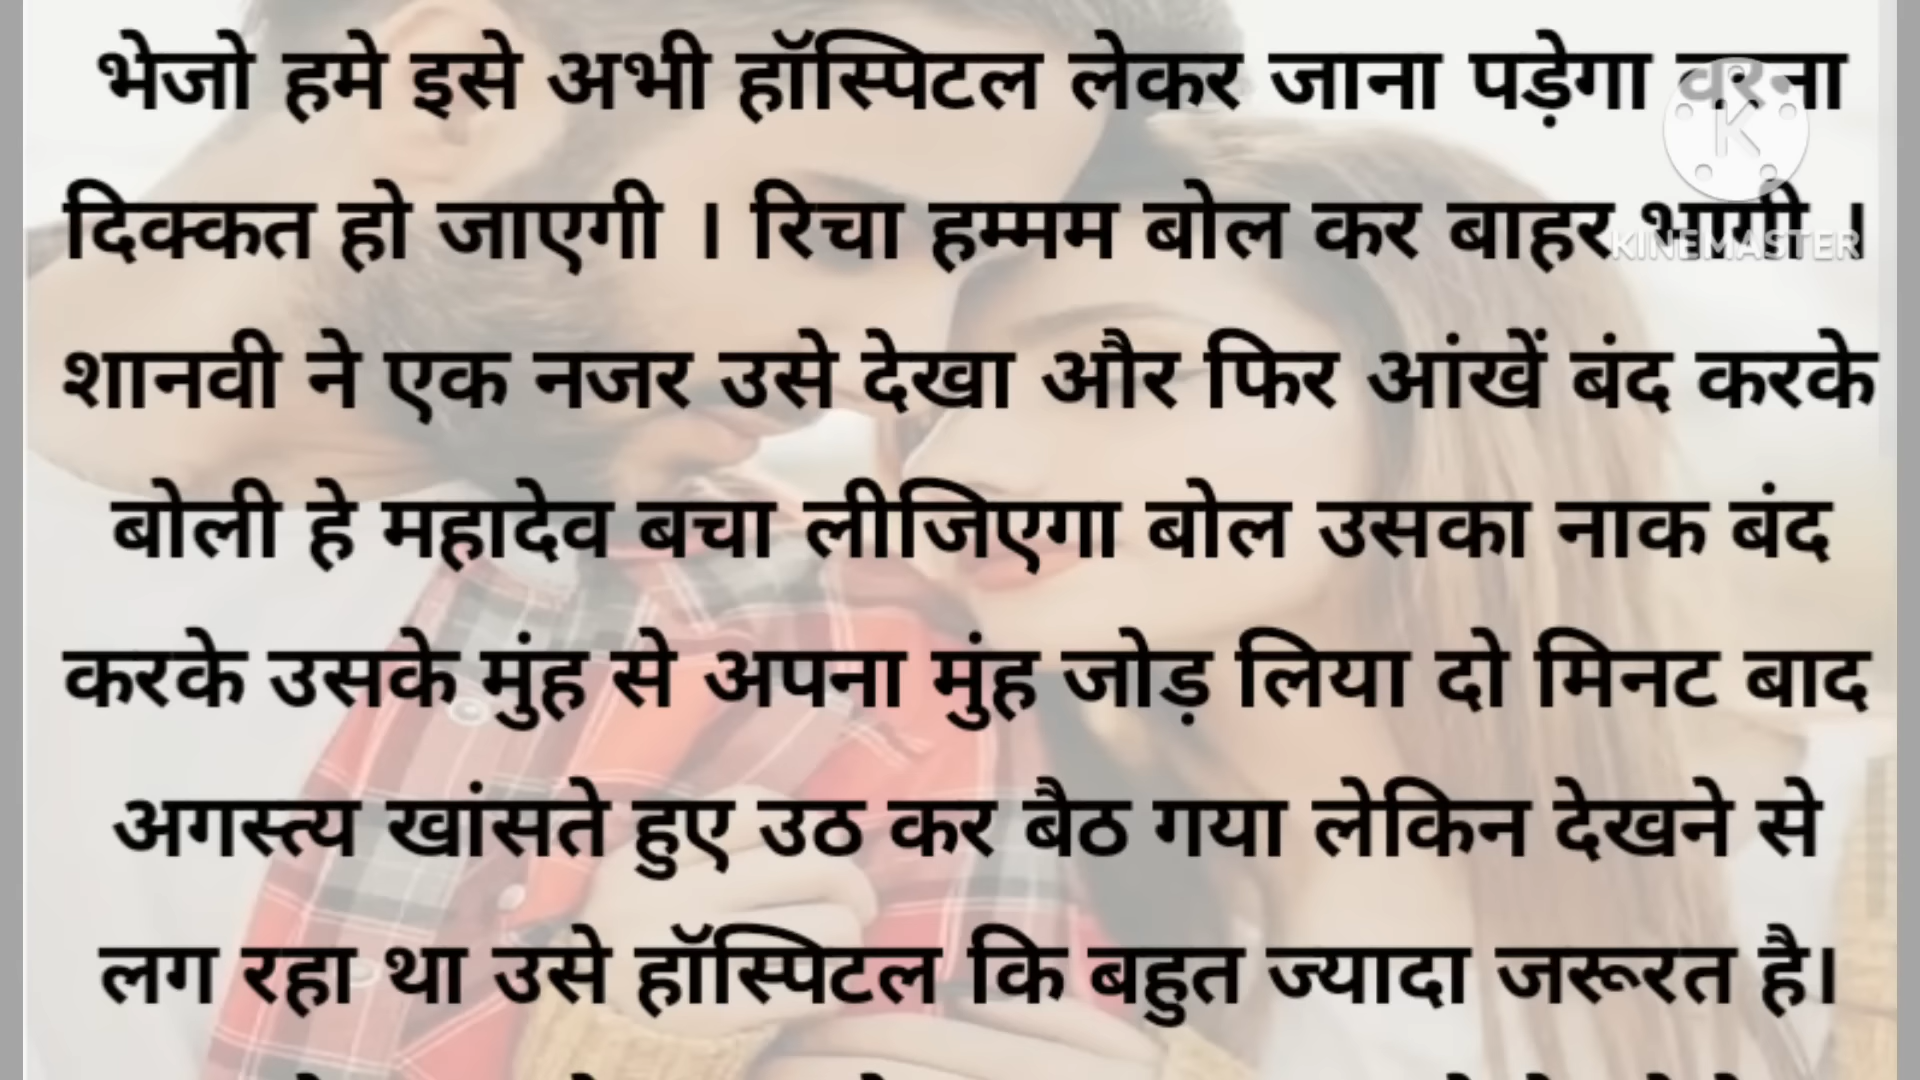 भेजो हमे इसे अभी हॉस्पिटल लेकर जाना पड़ेगा वरना
दिक्कत हो जाएगी । रिचा हम्मम बोल कर बाहर भागी ।
शानवी ने एक नजर उसे देखा और फिर आंखें बंद करके
बोली हे महादेव बचा लीजिएगा बोल उसका नाक बंद
करके उसके मुंह से अपना मुंह जोड़ लिया दो मिनट बाद
अगस्त्य खांसते हुए उठ कर बैठ गया लेकिन देखने से
लग रहा था उसे हॉस्पिटल कि बहुत ज्यादा जरूरत है।
K
KINEMASTER